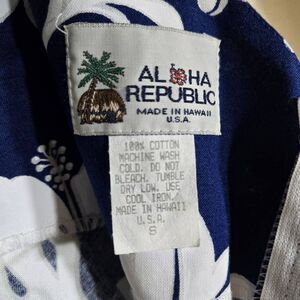 ALOHA
REPUBLIC
MADE IN HAWAII
U.S.A.
100% COTTON
MACHINE WASH
COLD. DO NOT
BLEACH. TUMBLE
DRY LOW. USE
COOL IRON.
MADE IN HAWAII
U.S.A.
S